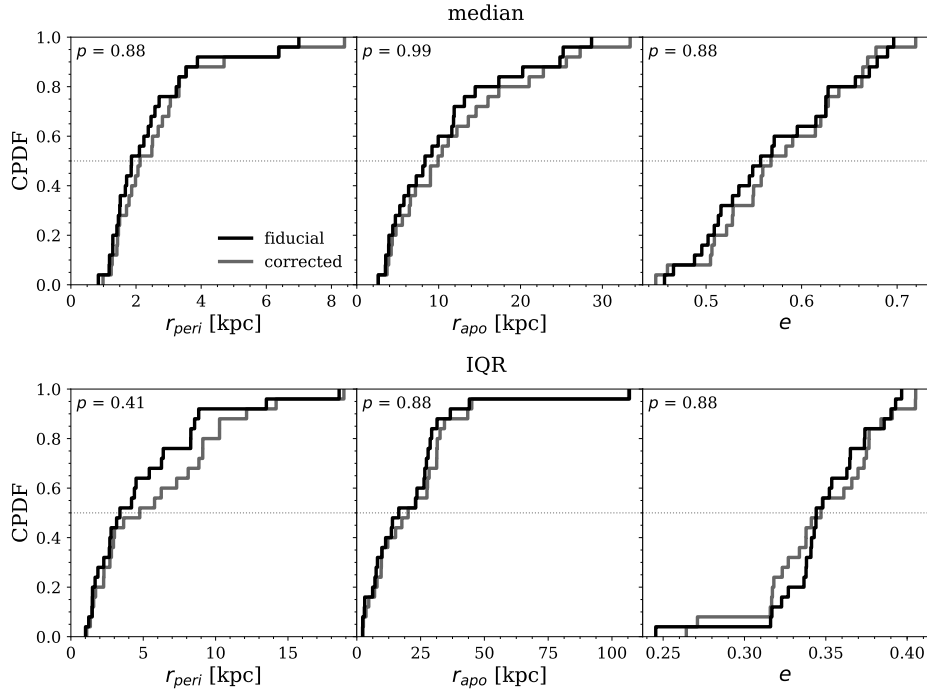 median
1.0
0.8
0.6
0.4
0.2
0.0
CPDF
p = 0.88
fiducial
corrected
0 2 4 6 8
r_peri [kpc]
p = 0.99
0 10 20 30
r_apo [kpc]
p = 0.88
0.5 0.6 0.7
e
IQR
1.0
0.8
0.6
0.4
0.2
0.0
CPDF
p = 0.41
0 5 10 15
r_peri [kpc]
p = 0.88
0 25 50 75 100
r_apo [kpc]
p = 0.88
0.25 0.30 0.35 0.40
e